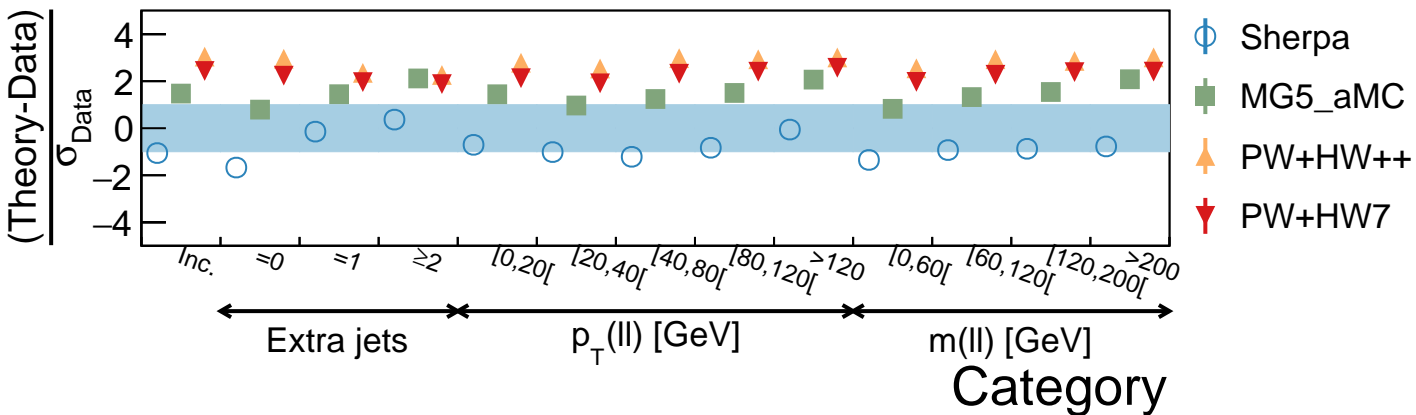 (Theory-Data)
σData
4
2
0
−2
−4
Sherpa
MG5_aMC
PW+HW++
PW+HW7
Inc.
=0
=1
≥2
[0,20[
[20,40[
[40,80[
[80,120[
>120
[0,60[
[60,120[
[120,200[
>200
Extra jets
pT(ll) [GeV]
m(ll) [GeV]
Category